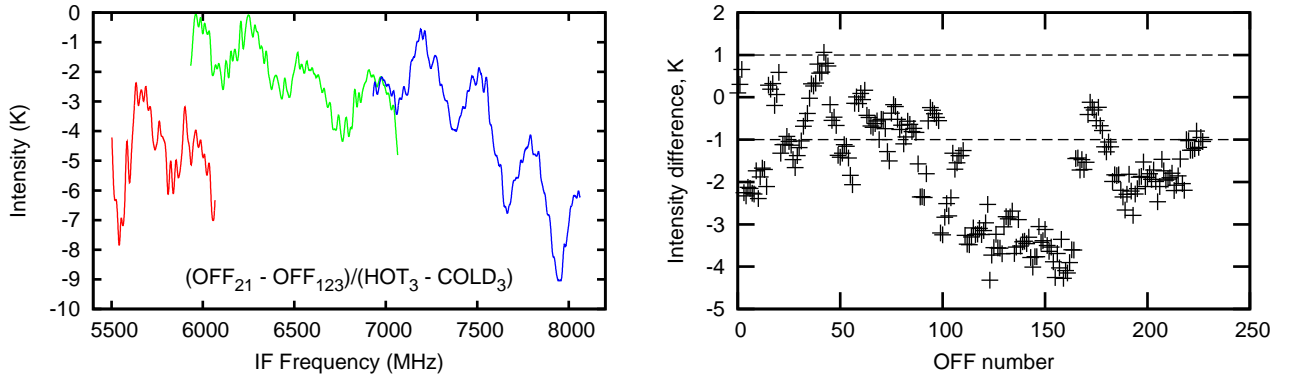 0
-1
-2
-3
-4
-5
-6
-7
-8
-9
-10
Intensity (K)
(OFF21 - OFF123)/(HOT3 - COLD3)
5500 6000 6500 7000 7500 8000
IF Frequency (MHz)
2
1
0
-1
-2
-3
-4
-5
Intensity difference, K
0 50 100 150 200 250
OFF number